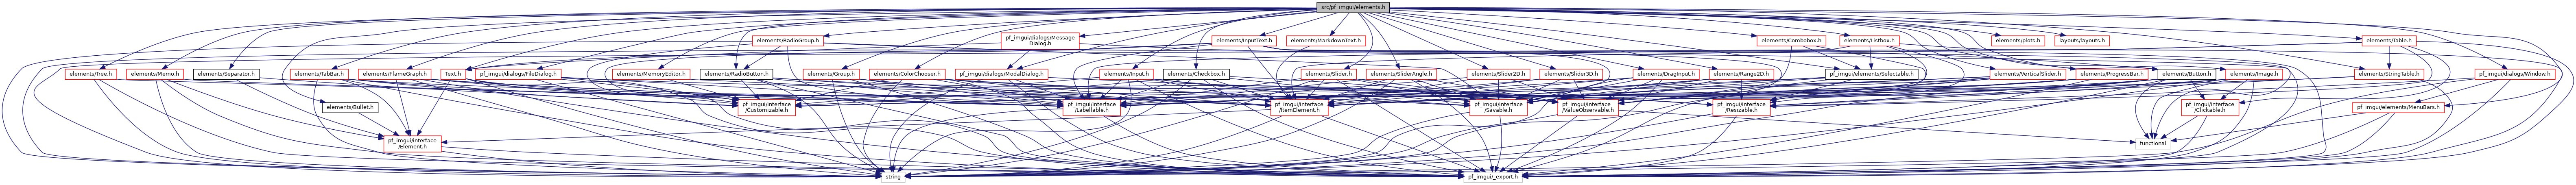 src/pf_imgui/elements.h
elements/RadioGroup.h
pf_imgui/dialogs/Message
Dialog.h
elements/InputText.h
elements/MarkdownText.h
elements/Combobox.h
elements/Listbox.h
elements/plots.h
layouts/layouts.h
elements/Table.h
elements/Tree.h
elements/Memo.h
elements/Separator.h
elements/TabBar.h
elements/FlameGraph.h
Text.h
pf_imgui/dialogs/FileDialog.h
elements/MemoryEditor.h
elements/RadioButton.h
elements/Group.h
elements/ColorChooser.h
pf_imgui/dialogs/ModalDialog.h
elements/Input.h
elements/Checkbox.h
elements/Slider.h
elements/SliderAngle.h
elements/Slider2D.h
elements/Slider3D.h
elements/DragInput.h
elements/Range2D.h
pf_imgui/elements/Selectable.h
elements/VerticalSlider.h
elements/ProgressBar.h
elements/Button.h
elements/Image.h
elements/StringTable.h
pf_imgui/dialogs/Window.h
elements/Bullet.h
pf_imgui/interface
/Customizable.h
pf_imgui/interface
/Labellable.h
pf_imgui/interface
/ItemElement.h
pf_imgui/interface
/Savable.h
pf_imgui/interface
/ValueObservable.h
pf_imgui/interface
/Resizable.h
pf_imgui/interface
/Clickable.h
pf_imgui/elements/MenuBars.h
pf_imgui/interface
/Element.h
functional
string
pf_imgui/_export.h